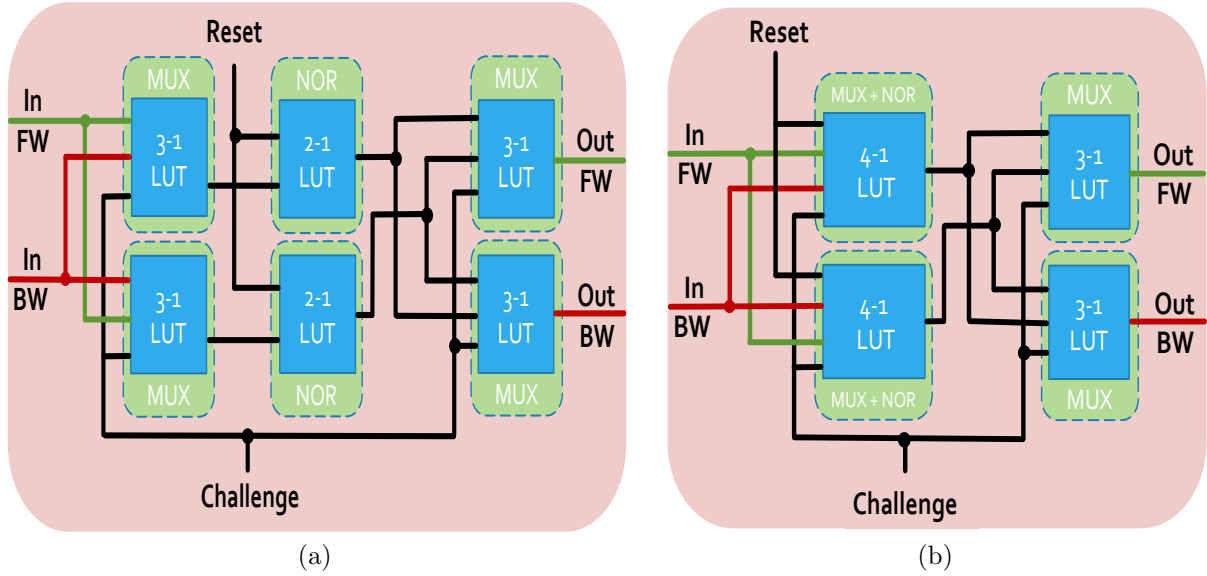 Reset
MUX
NOR
MUX
In
FW
3-1
LUT
2-1
LUT
3-1
LUT
Out
FW
In
BW
3-1
LUT
2-1
LUT
3-1
LUT
Out
BW
MUX
NOR
MUX
Challenge
(a)
Reset
MUX + NOR
MUX
In
FW
4-1
LUT
3-1
LUT
Out
FW
In
BW
4-1
LUT
3-1
LUT
Out
BW
MUX + NOR
MUX
Challenge
(b)